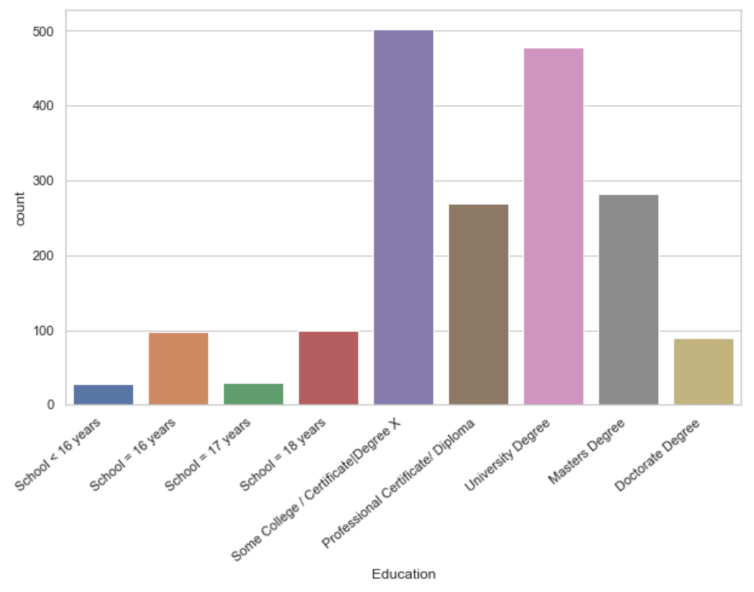 500
400
300
200
100
0
count
School < 16 years
School = 16 years
School = 17 years
School = 18 years
Some College / Certificate|Degree X
Professional Certificate/ Diploma
University Degree
Masters Degree
Doctorate Degree
Education